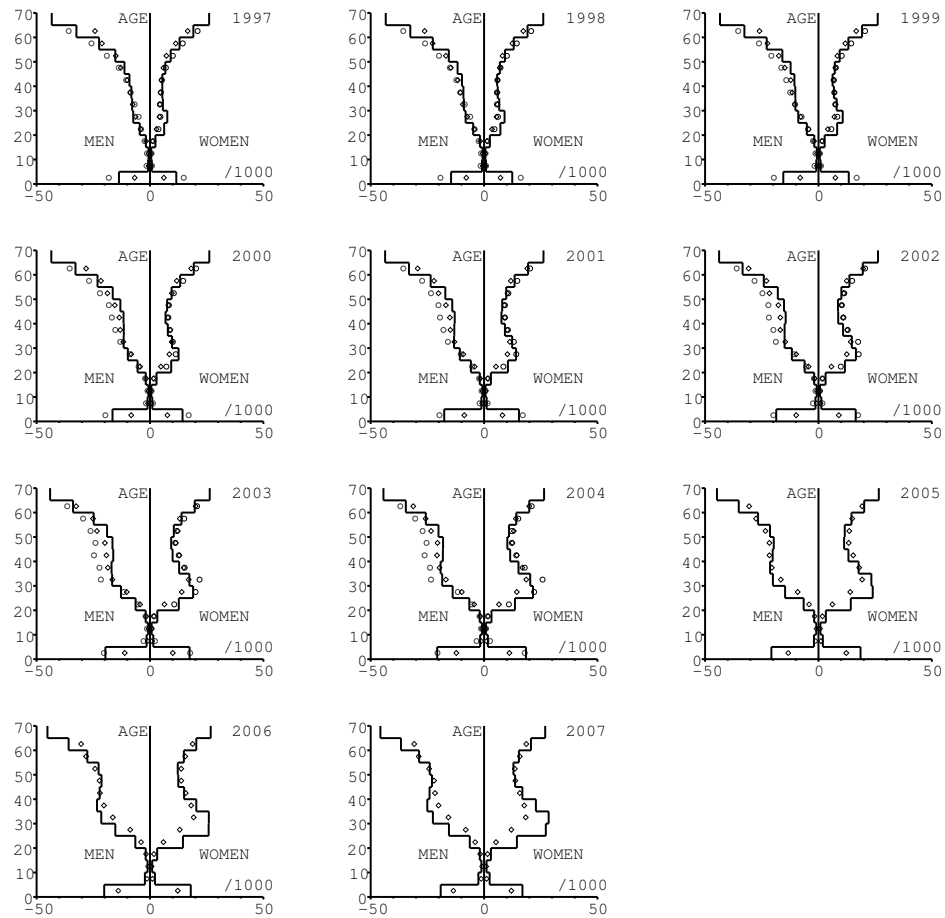 70 AGE 1997 70 AGE 1998 70 AGE 1999
60 60 60
50 50 50
40 40 40
30 30 30
20 MEN WOMEN 20 MEN WOMEN 20 MEN WOMEN
10 /1000 10 /1000 10 /1000
0 0 0
−50 0 50 −50 0 50 −50 0 50
70 AGE 2000 70 AGE 2001 70 AGE 2002
60 60 60
50 50 50
40 40 40
30 30 30
20 MEN WOMEN 20 MEN WOMEN 20 MEN WOMEN
10 /1000 10 /1000 10 /1000
0 0 0
−50 0 50 −50 0 50 −50 0 50
70 AGE 2003 70 AGE 2004 70 AGE 2005
60 60 60
50 50 50
40 40 40
30 30 30
20 MEN WOMEN 20 MEN WOMEN 20 MEN WOMEN
10 /1000 10 /1000 10 /1000
0 0 0
−50 0 50 −50 0 50 −50 0 50
70 AGE 2006 70 AGE 2007
60 60
50 50
40 40
30 30
20 MEN WOMEN 20 MEN WOMEN
10 /1000 10 /1000
0 0
−50 0 50 −50 0 50